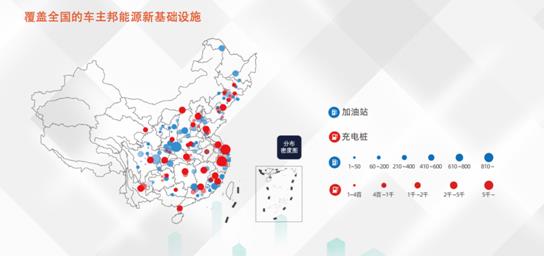 覆盖全国的车主邦能源新基础设施
分布
密度图
加油站
充电桩
1~50 60~200 210~400 410~600 610~800 810~
1~4百 4百~1千 1千~2千 2千~5千 5千~